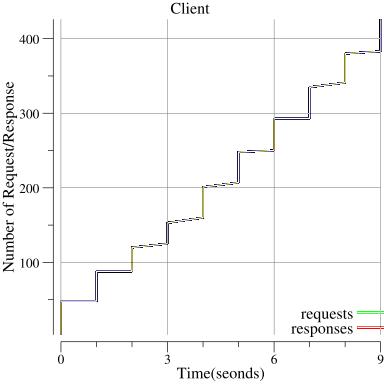 Client
400
300
200
100
Number of Request/Response
requests
responses
0 3 6 9
Time(seonds)